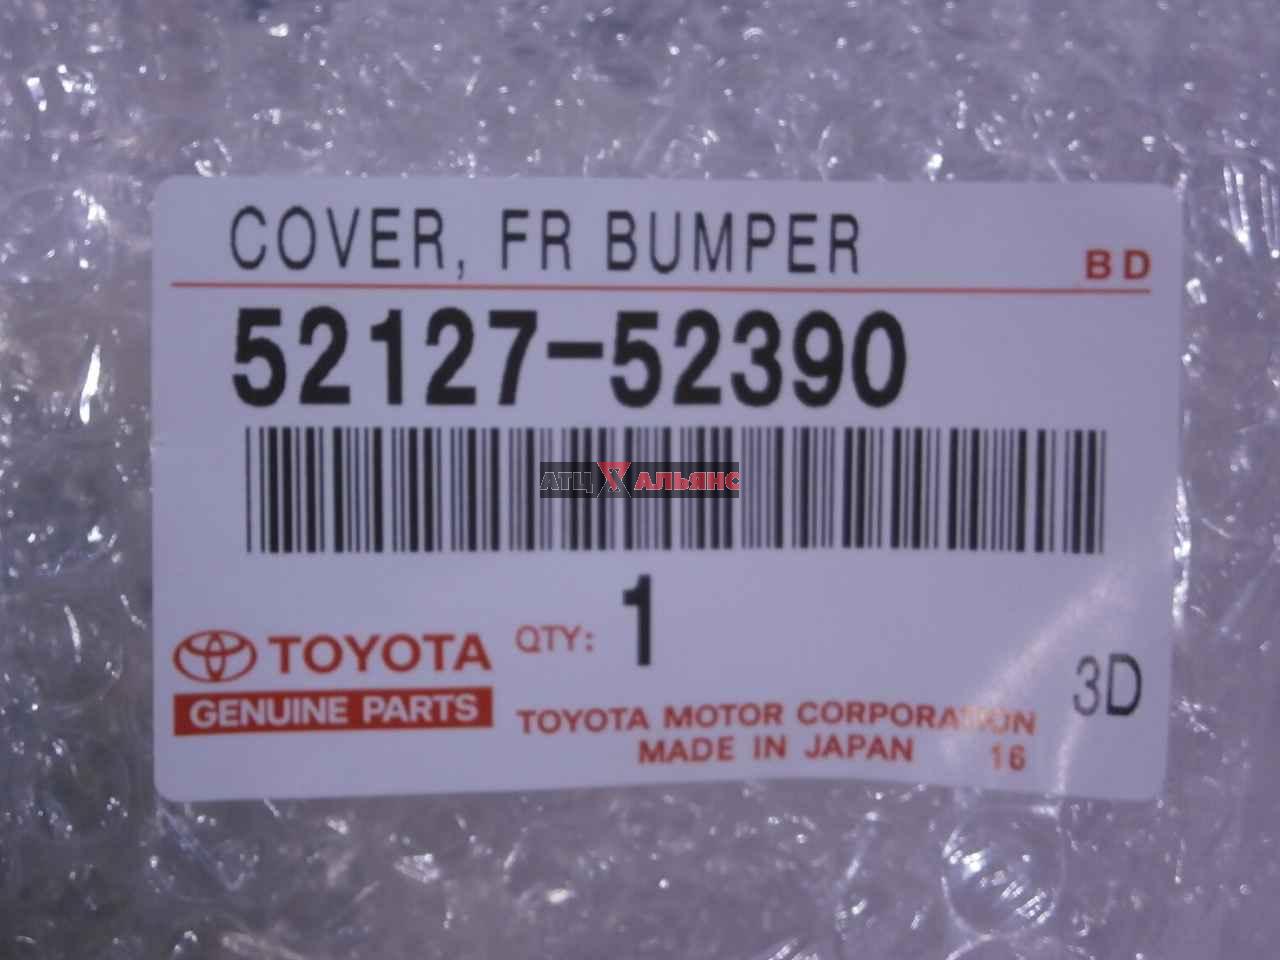 COVER, FR BUMPER
BD
52127-52390
АТЦ АЛЬЯНС
QTY: 1
TOYOTA
GENUINE PARTS
3D
TOYOTA MOTOR CORPORATION
MADE IN JAPAN 16